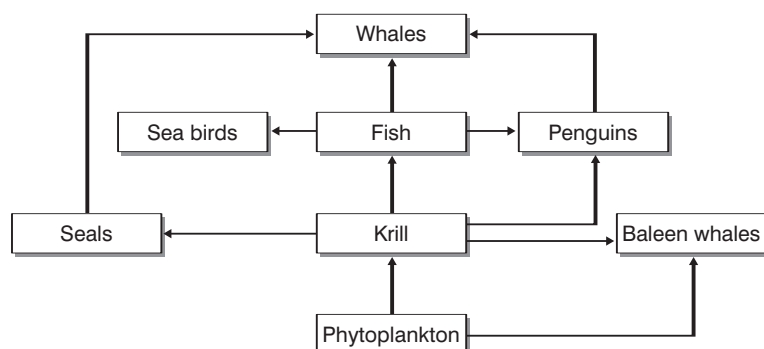 Whales
Sea birds
Fish
Penguins
Seals
Krill
Baleen whales
Phytoplankton